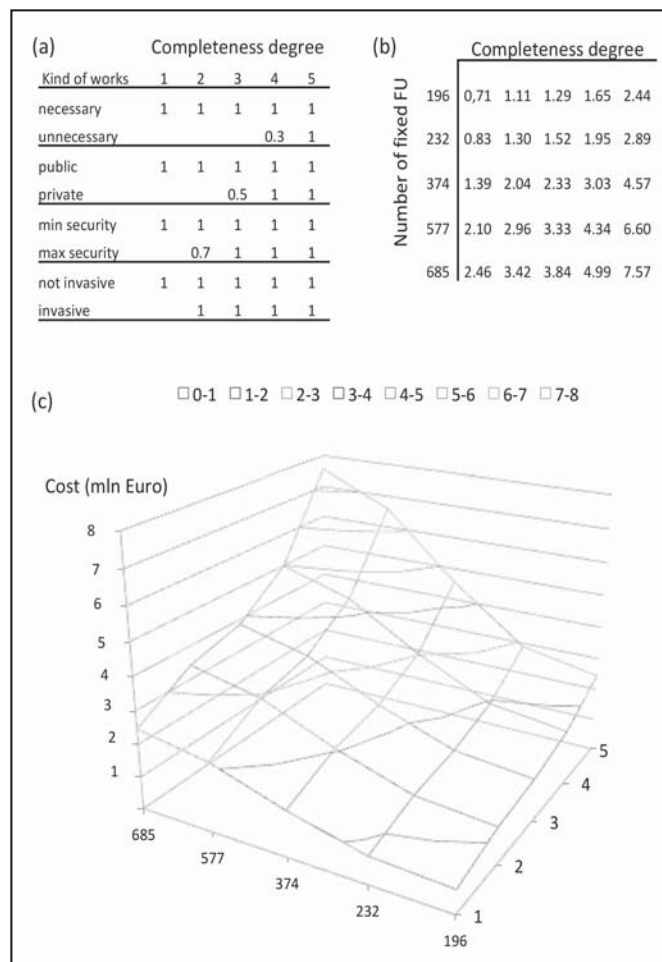 (a) Completeness degree
Kind of works 1 2 3 4 5
necessary 1 1 1 1 1
unnecessary 0.3 1
public 1 1 1 1 1
private 0.5 1 1
min security 1 1 1 1 1
max security 0.7 1 1 1
not invasive 1 1 1 1 1
invasive 1 1 1 1
(b) Completeness degree
Number of fixed FU
196 0,71 1.11 1.29 1.65 2.44
232 0.83 1.30 1.52 1.95 2.89
374 1.39 2.04 2.33 3.03 4.57
577 2.10 2.96 3.33 4.34 6.60
685 2.46 3.42 3.84 4.99 7.57
(c) 0-1 1-2 2-3 3-4 4-5 5-6 6-7 7-8
Cost (mln Euro)
8
7
6
5
4
3
2
1
685
577
374
232
196
5
4
3
2
1